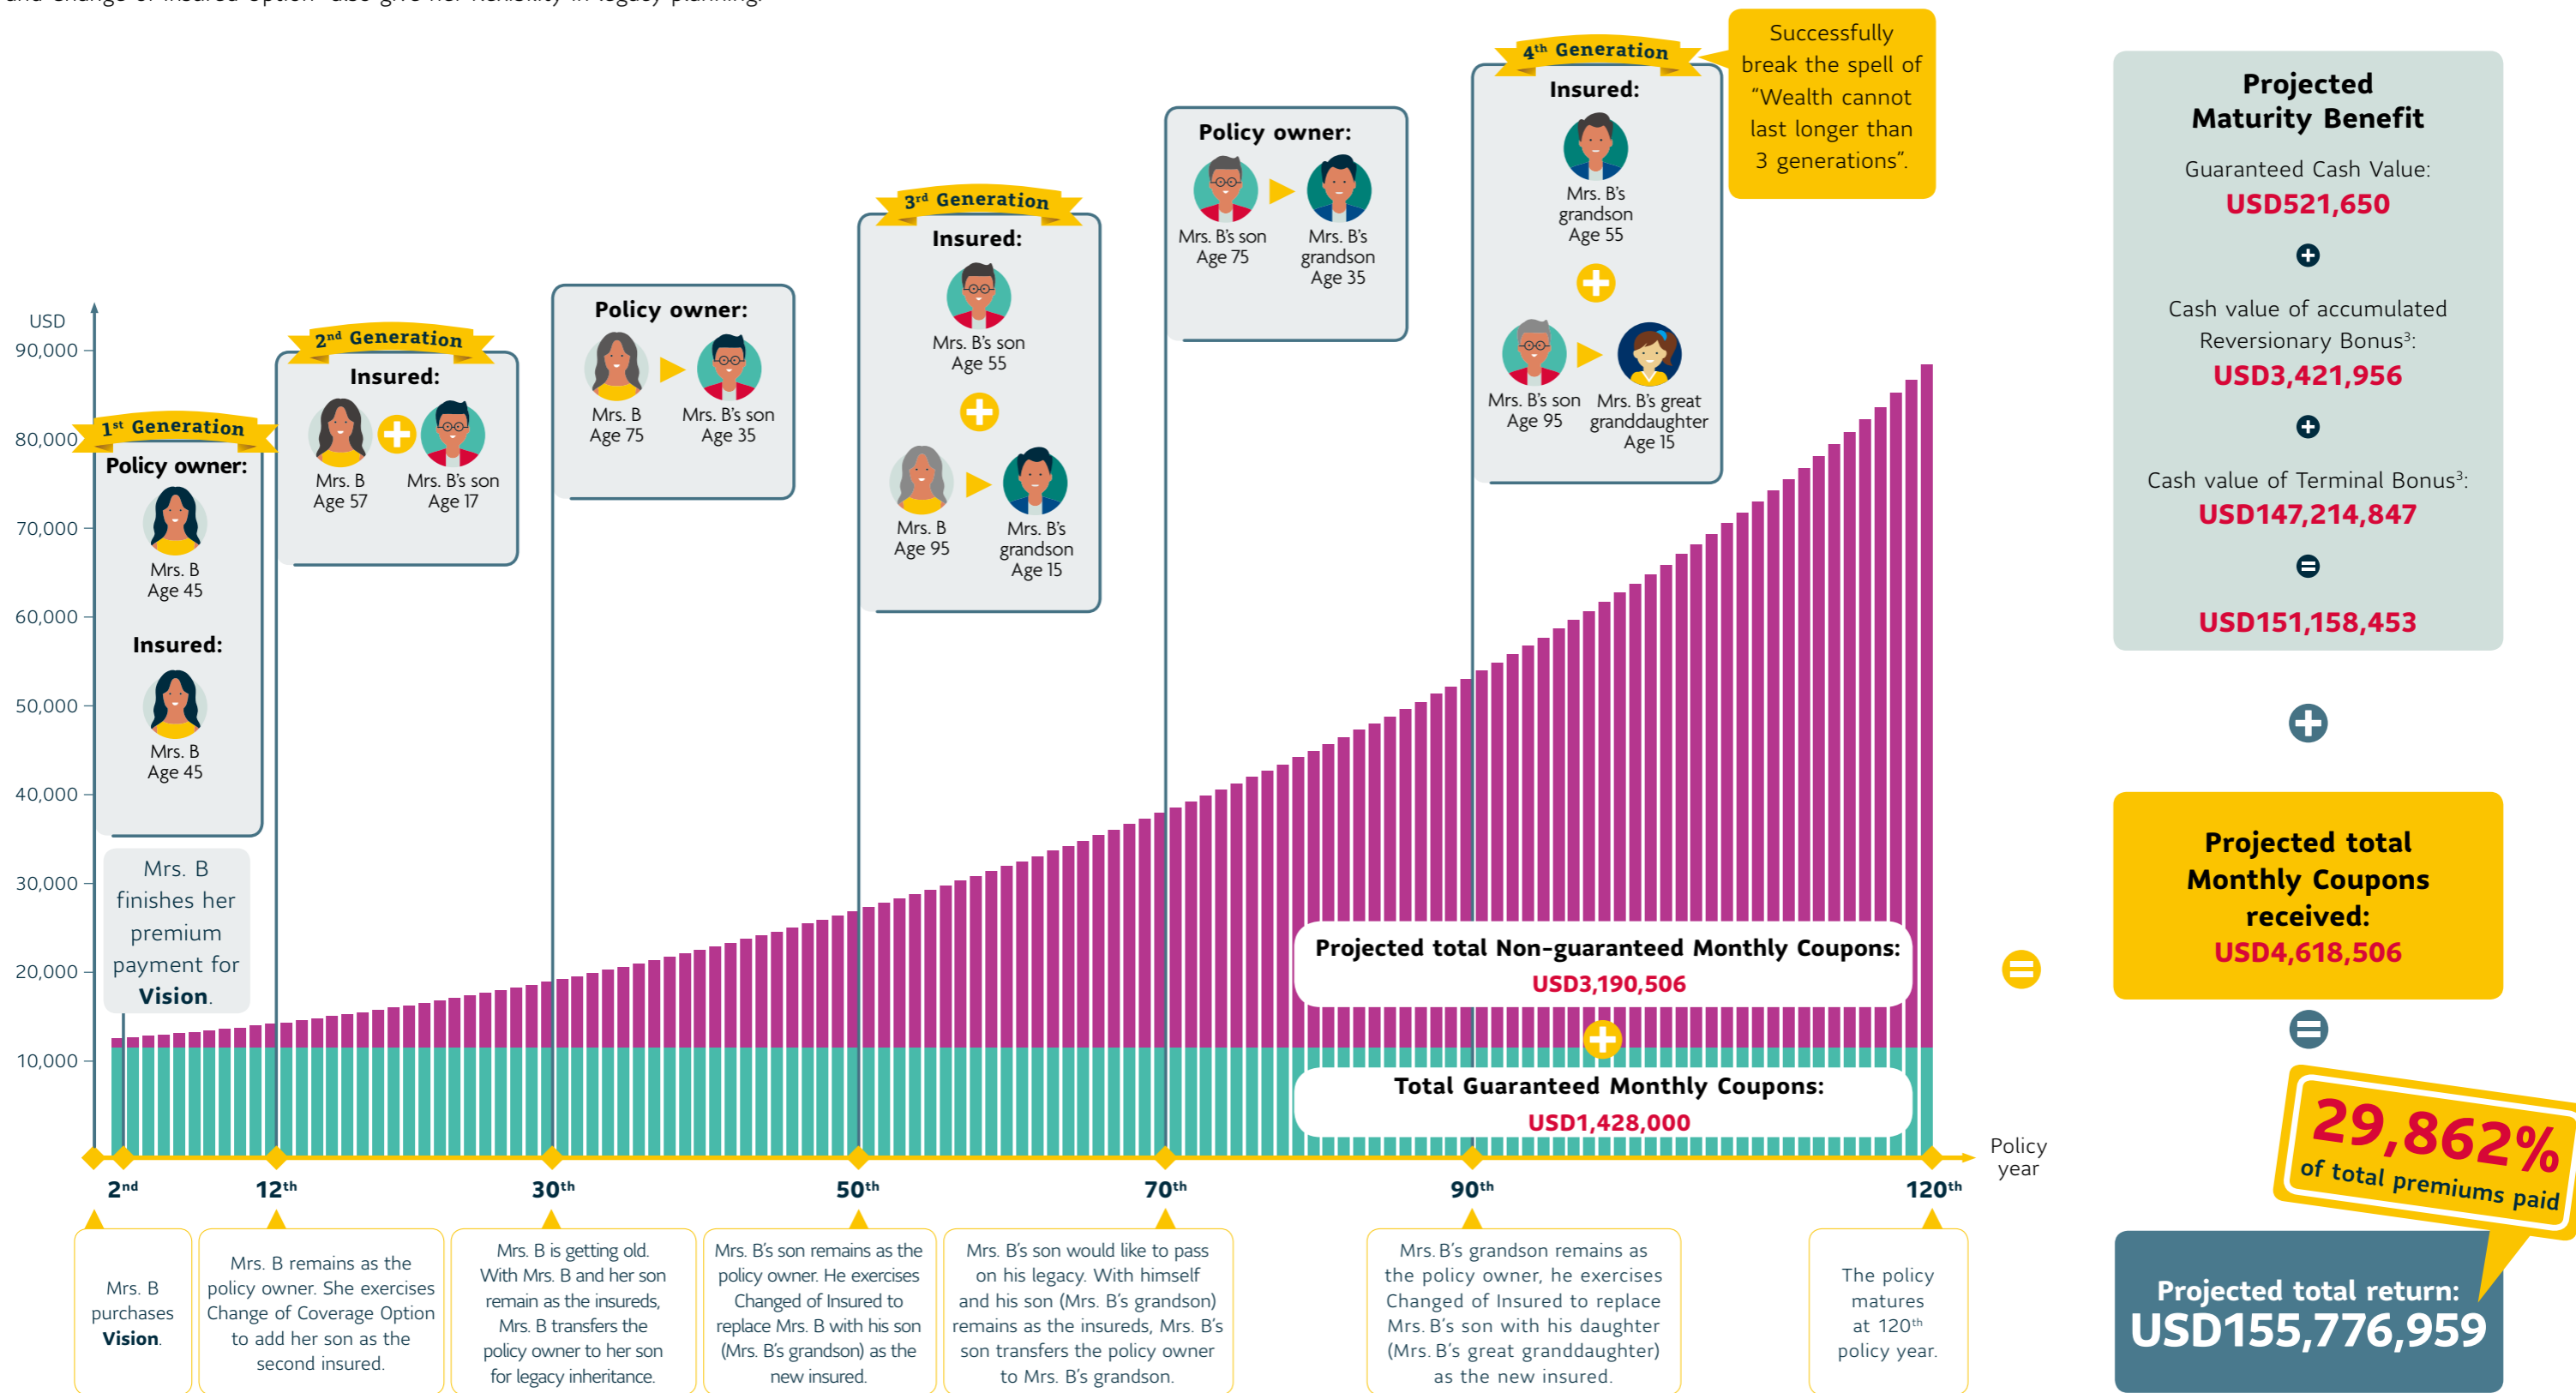 and Change of Insured Option also give her flexibility in legacy planning.
USD
90,000
80,000
70,000
60,000
50,000
40,000
30,000
20,000
10,000
1st Generation
Policy owner:
Mrs. B
Age 45
Insured:
Mrs. B
Age 45
Mrs. B
finishes her
premium
payment for
Vision.
2nd Generation
Insured:
Mrs. B
Age 57
Mrs. B's son
Age 17
Policy owner:
Mrs. B
Age 75
Mrs. B's son
Age 35
3rd Generation
Insured:
Mrs. B's son
Age 55
Mrs. B
Age 95
Mrs. B's
grandson
Age 15
Policy owner:
Mrs. B's son
Age 75
Mrs. B's
grandson
Age 35
4th Generation
Insured:
Mrs. B's
grandson
Age 55
Mrs. B's son
Age 95
Mrs. B's great
granddaughter
Age 15
Successfully
break the spell of
“Wealth cannot
last longer than
3 generations”.
Projected total Non-guaranteed Monthly Coupons:
USD3,190,506
Total Guaranteed Monthly Coupons:
USD1,428,000
Policy
year
2nd
12th
30th
50th
70th
90th
120th
Mrs. B
purchases
Vision.
Mrs. B remains as the
policy owner. She exercises
Change of Coverage Option
to add her son as the
second insured.
Mrs. B is getting old.
With Mrs. B and her son
remain as the insureds,
Mrs. B transfers the
policy owner to her son
for legacy inheritance.
Mrs. B's son remains as the
policy owner. He exercises
Changed of Insured to
replace Mrs. B with his son
(Mrs. B's grandson) as the
new insured.
Mrs. B's son would like to pass
on his legacy. With himself
and his son (Mrs. B's grandson)
remains as the insureds, Mrs. B's
son transfers the policy owner
to Mrs. B's grandson.
Mrs. B's grandson remains as
the policy owner, he exercises
Changed of Insured to replace
Mrs. B's son with his daughter
(Mrs. B's great granddaughter)
as the new insured.
The policy
matures
at 120th
policy year.
Projected
Maturity Benefit
Guaranteed Cash Value:
USD521,650
+
Cash value of accumulated
Reversionary Bonus³:
USD3,421,956
+
Cash value of Terminal Bonus³:
USD147,214,847
=
USD151,158,453
+
Projected total
Monthly Coupons
received:
USD4,618,506
=
29,862%
of total premiums paid
Projected total return:
USD155,776,959